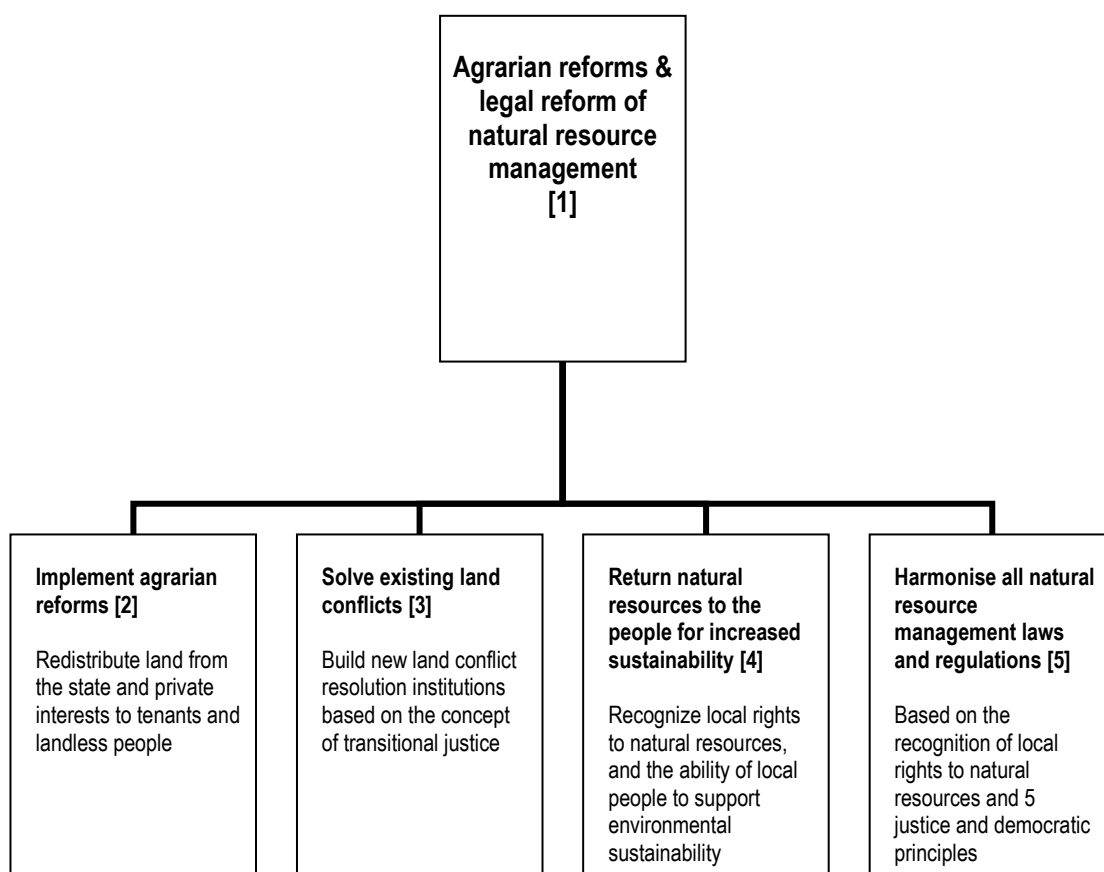 Agrarian reforms &
legal reform of
natural resource
management
[1]
Implement agrarian
reforms [2]
Redistribute land from
the state and private
interests to tenants and
landless people
Solve existing land
conflicts [3]
Build new land conflict
resolution institutions
based on the concept
of transitional justice
Return natural
resources to the
people for increased
sustainability [4]
Recognize local rights
to natural resources,
and the ability of local
people to support
environmental
sustainability
Harmonise all natural
resource
management laws
and regulations [5]
Based on the
recognition of local
rights to natural
resources and 5
justice and democratic
principles